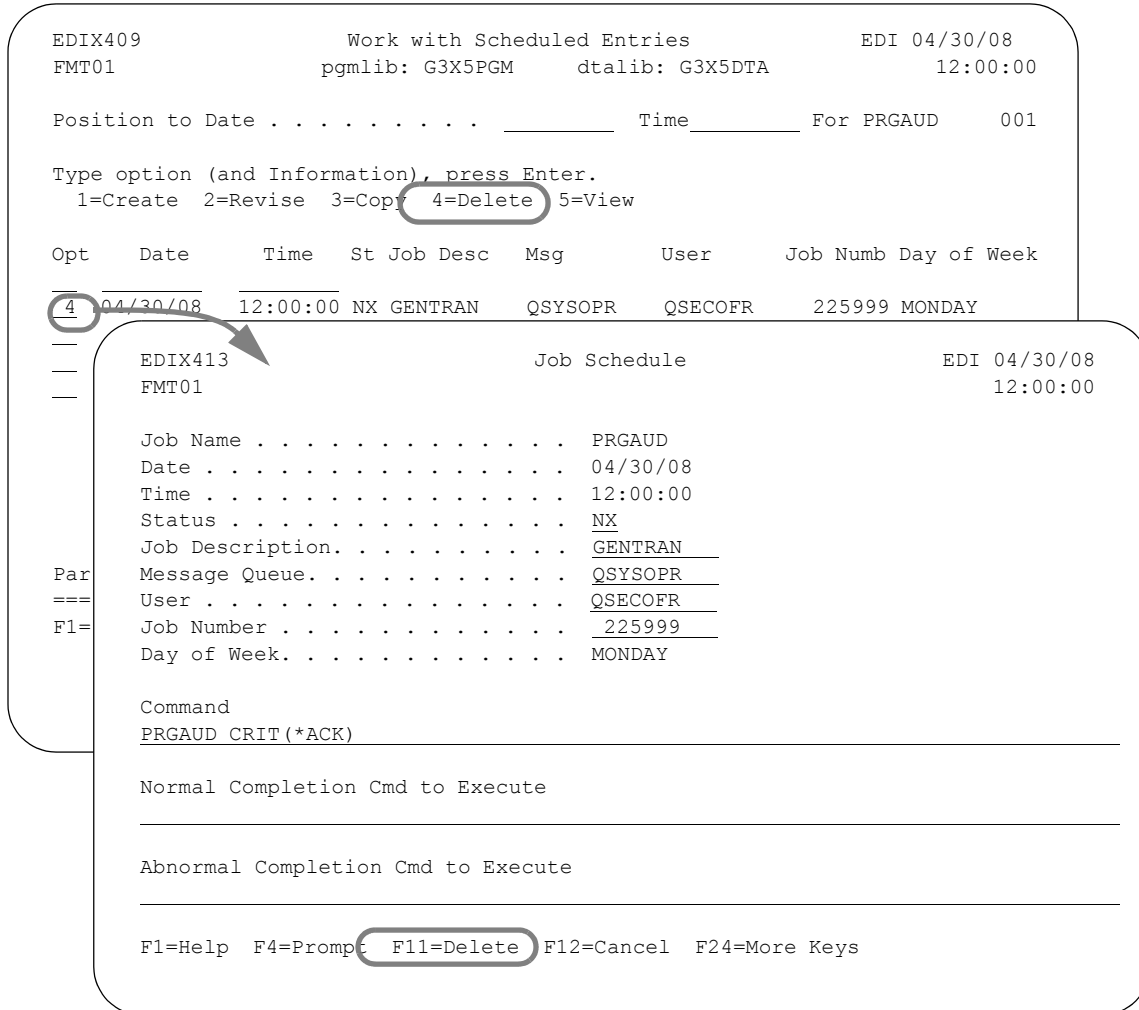 EDIX409 Work with Scheduled Entries EDI 04/30/08
FMT01 pgmlib: G3X5PGM dtalib: G3X5DTA 12:00:00
Position to Date . . . . . . . . . Time For PRGAUD 001
Type option (and Information), press Enter.
1=Create 2=Revise 3=Copy 4=Delete 5=View
Opt Date Time St Job Desc Msg User Job Numb Day of Week
4 04/30/08 12:00:00 NX GENTRAN QSYSOPR QSECOFR 225999 MONDAY
Par
===
F1=
EDIX413 Job Schedule EDI 04/30/08
FMT01 12:00:00
Job Name . . . . . . . . . . . . . PRGAUD
Date . . . . . . . . . . . . . . . 04/30/08
Time . . . . . . . . . . . . . . . 12:00:00
Status . . . . . . . . . . . . . . NX
Job Description. . . . . . . . . . GENTRAN
Message Queue. . . . . . . . . . . QSYSOPR
User . . . . . . . . . . . . . . . QSECOFR
Job Number . . . . . . . . . . . . 225999
Day of Week. . . . . . . . . . . . MONDAY
Command
PRGAUD CRIT(*ACK)
Normal Completion Cmd to Execute
Abnormal Completion Cmd to Execute
F1=Help F4=Prompt F11=Delete F12=Cancel F24=More Keys